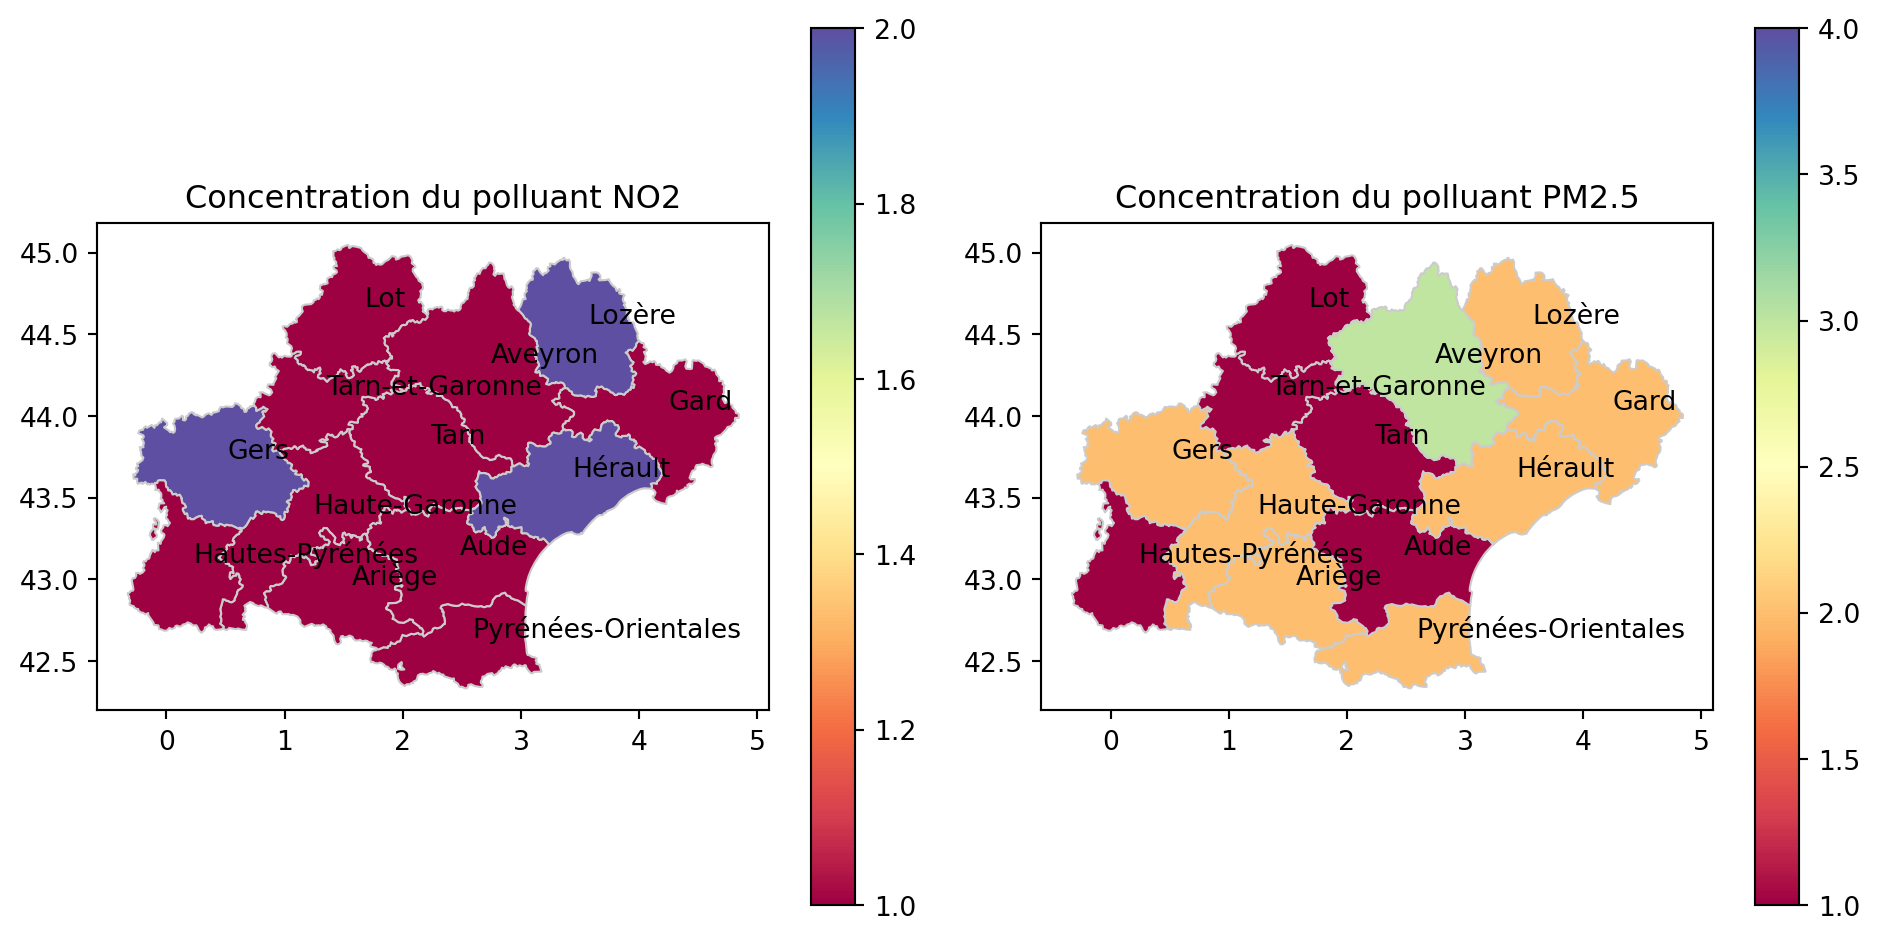 Concentration du polluant NO2
45.0
44.5
44.0
43.5
43.0
42.5
0 1 2 3 4 5
Lot
Lozère
Aveyron
Tarn-et-Garonne
Gard
Tarn
Gers
Hérault
Haute-Garonne
Aude
Hautes-Pyrénées
Ariège
Pyrénées-Orientales
2.0
1.8
1.6
1.4
1.2
1.0
Concentration du polluant PM2.5
45.0
44.5
44.0
43.5
43.0
42.5
0 1 2 3 4 5
Lot
Lozère
Aveyron
Tarn-et-Garonne
Gard
Tarn
Gers
Hérault
Haute-Garonne
Aude
Hautes-Pyrénées
Ariège
Pyrénées-Orientales
4.0
3.5
3.0
2.5
2.0
1.5
1.0